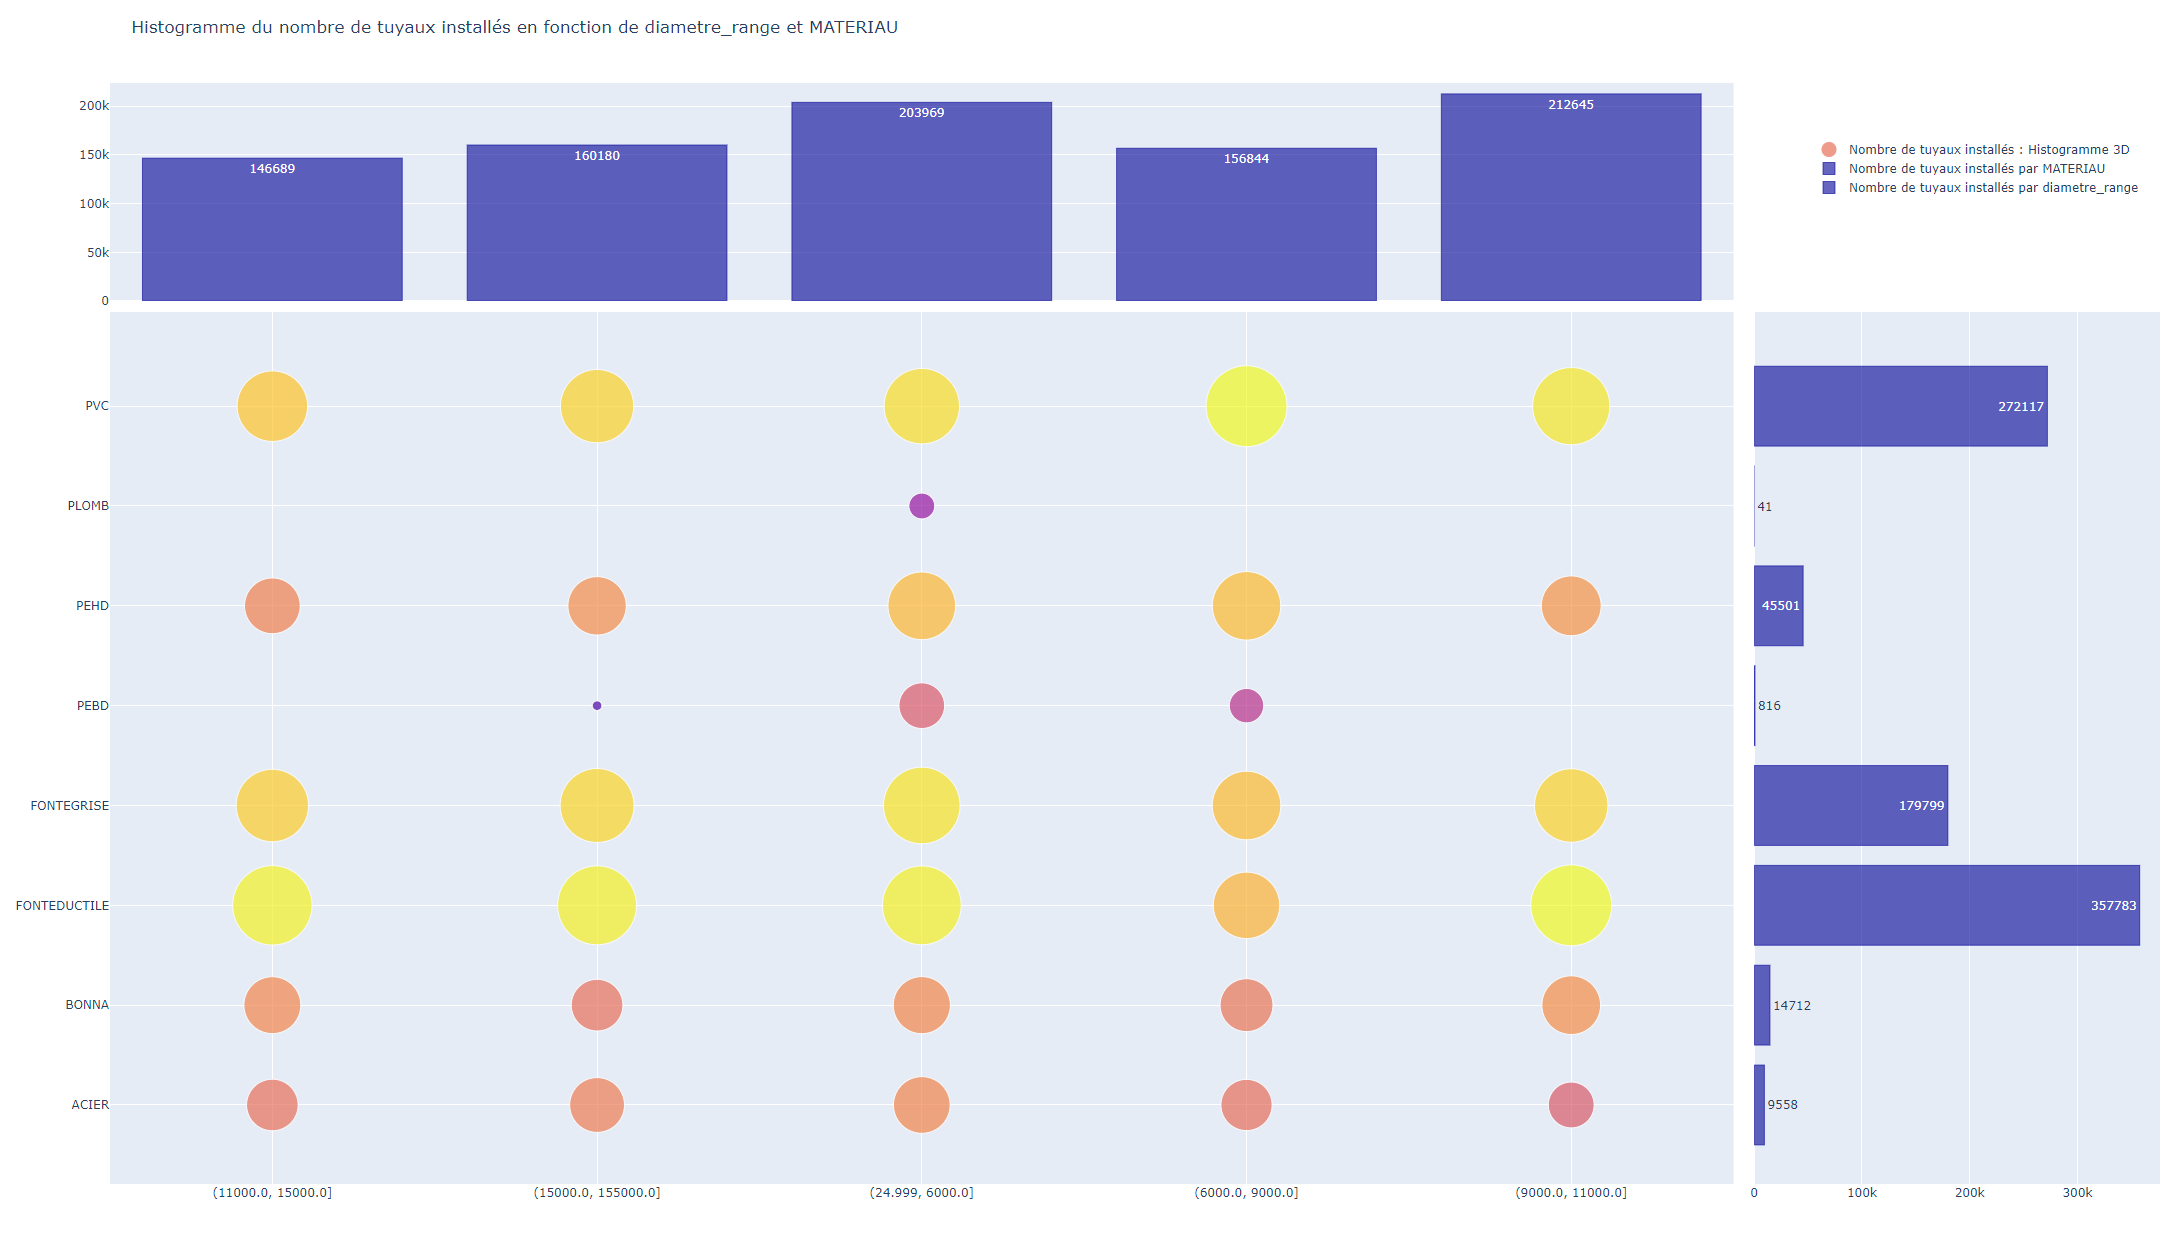 Histogramme du nombre de tuyaux installés en fonction de diametre_range et MATERIAU
200k
150k
100k
50k
0
146689
160180
203969
156844
212645
Nombre de tuyaux installés : Histogramme 3D
Nombre de tuyaux installés par MATERIAU
Nombre de tuyaux installés par diametre_range
PVC
PLOMB
PEHD
PEBD
FONTEGRISE
FONTEDUCTILE
BONNA
ACIER
(11000.0, 15000.0]
(15000.0, 155000.0]
(24.999, 6000.0]
(6000.0, 9000.0]
(9000.0, 11000.0]
272117
41
45501
816
179799
357783
14712
9558
0
100k
200k
300k